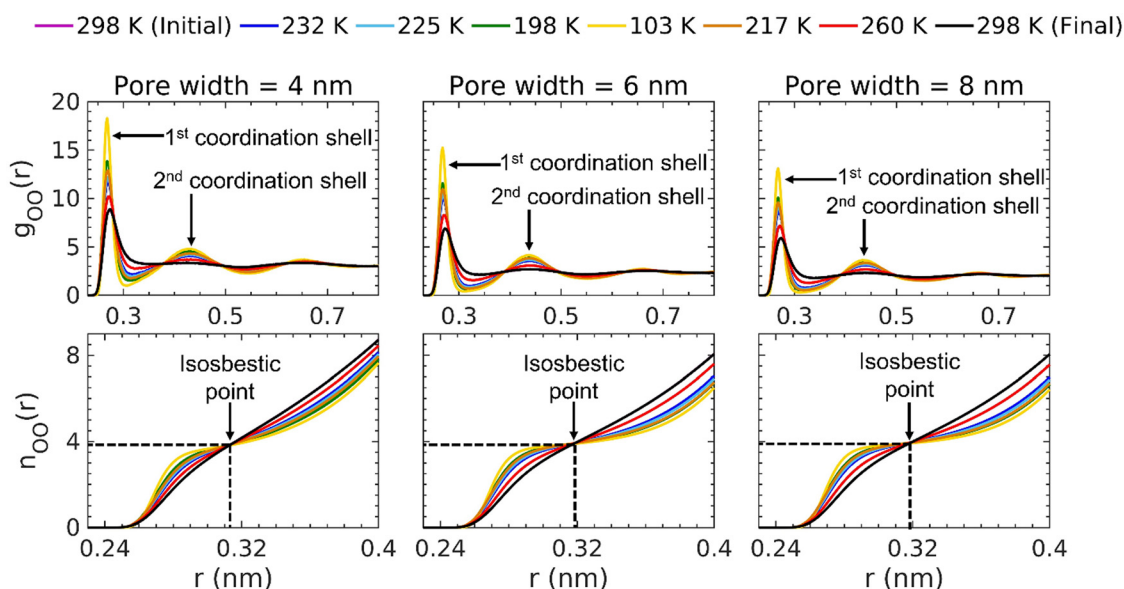 298 K (Initial) 232 K 225 K 198 K 103 K 217 K 260 K 298 K (Final)
Pore width = 4 nm Pore width = 6 nm Pore width = 8 nm
20
15
10
5
0
gOO(r)
1st coordination shell
2nd coordination shell
1st coordination shell
2nd coordination shell
1st coordination shell
2nd coordination shell
0.3 0.5 0.7 0.3 0.5 0.7 0.3 0.5 0.7
8
4
0
nOO(r)
Isosbestic
point
Isosbestic
point
Isosbestic
point
0.24 0.32 0.4 0.24 0.32 0.4 0.24 0.32 0.4
r (nm) r (nm) r (nm)